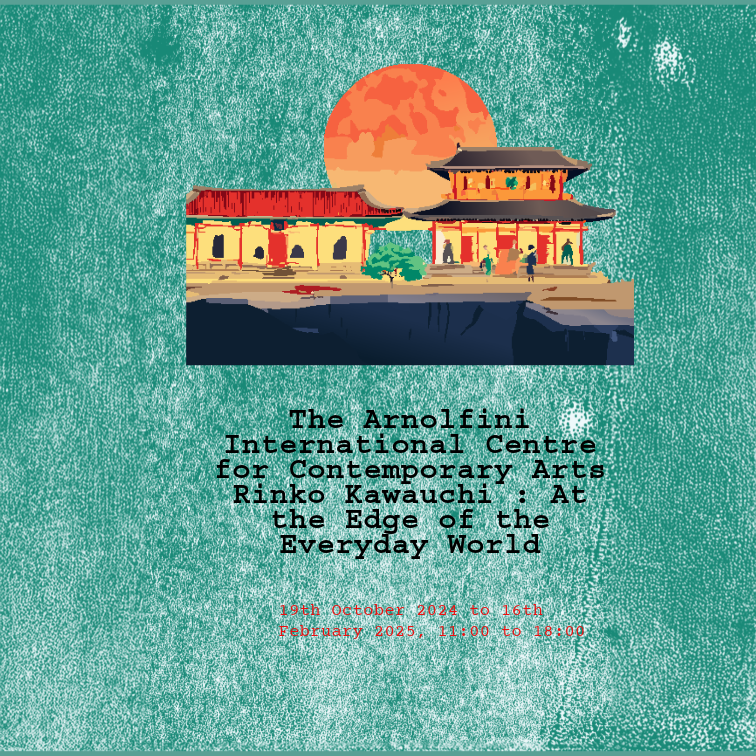 The Arnolfini
International Centre
for Contemporary Arts
Rinko Kawauchi : At
the Edge of the
Everyday World
19th October 2024 to 16th
February 2025, 11:00 to 18:00